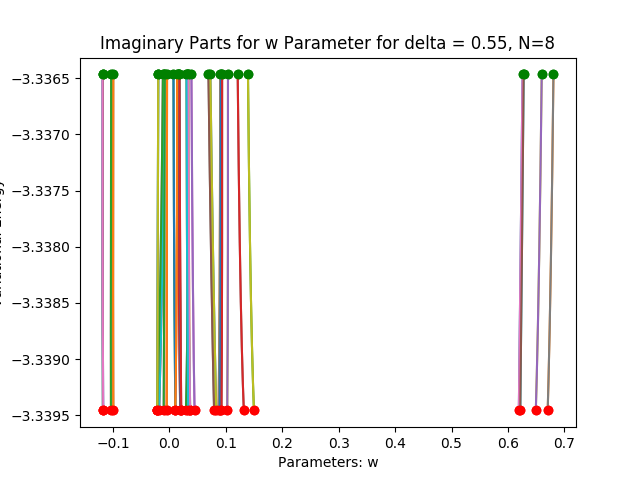 Imaginary Parts for w Parameter for delta = 0.55, N=8
−3.3365
−3.3370
−3.3375
−3.3380
−3.3385
−3.3390
−3.3395
−0.1 0.0 0.1 0.2 0.3 0.4 0.5 0.6 0.7
Parameters: w